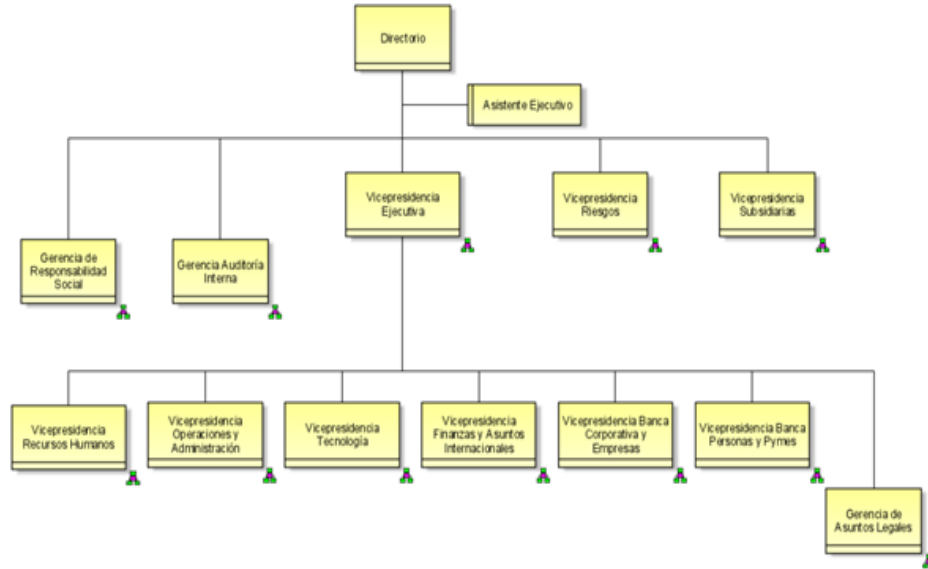 Directorio
Asistente Ejecutivo
Vicepresidencia
Ejecutiva
Vicepresidencia
Riesgos
Vicepresidencia
Subsidiarias
Gerencia de
Responsabilidad
Social
Gerencia Auditoría
Interna
Vicepresidencia
Recursos Humanos
Vicepresidencia
Operaciones y
Administración
Vicepresidencia
Tecnología
Vicepresidencia
Finanzas y Asuntos
Internacionales
Vicepresidencia Banca
Corporativa y
Empresas
Vicepresidencia Banca
Personas y Pymes
Gerencia de
Asuntos Legales